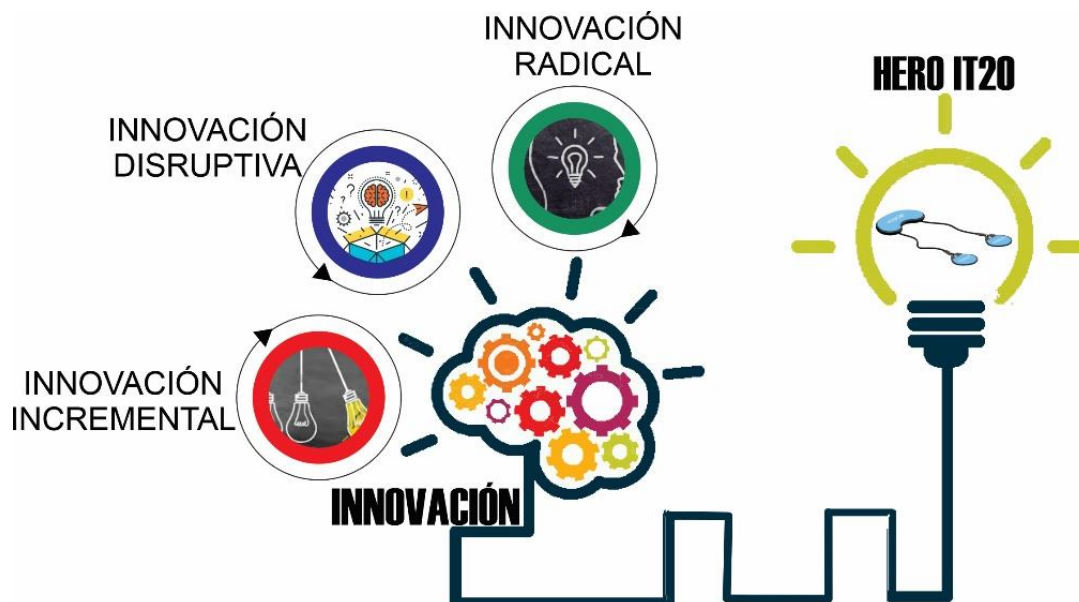 INNOVACIÓN
RADICAL
HERO IT20
INNOVACIÓN
DISRUPTIVA
INNOVACIÓN
INCREMENTAL
INNOVACIÓN